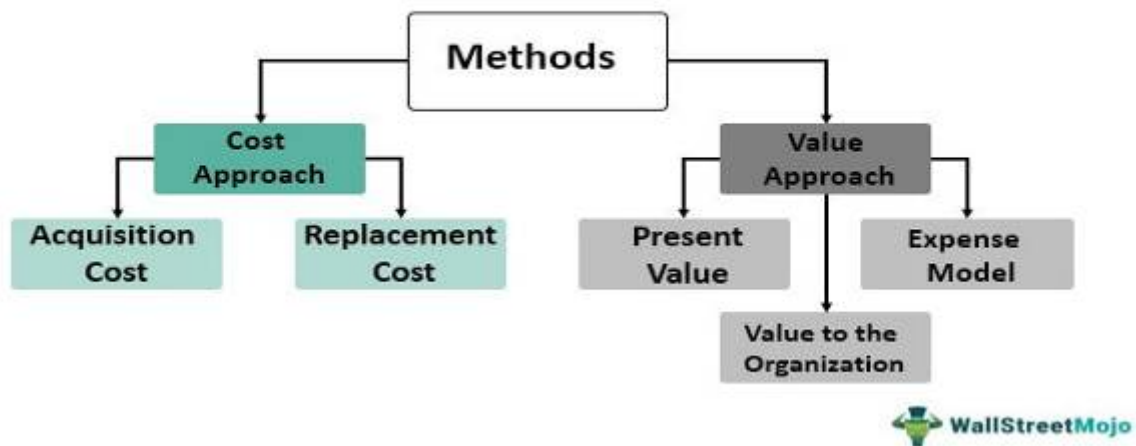 Methods
Cost
Approach
Value
Approach
Acquisition
Cost
Replacement
Cost
Present
Value
Expense
Model
Value to the
Organization
WallStreetMojo